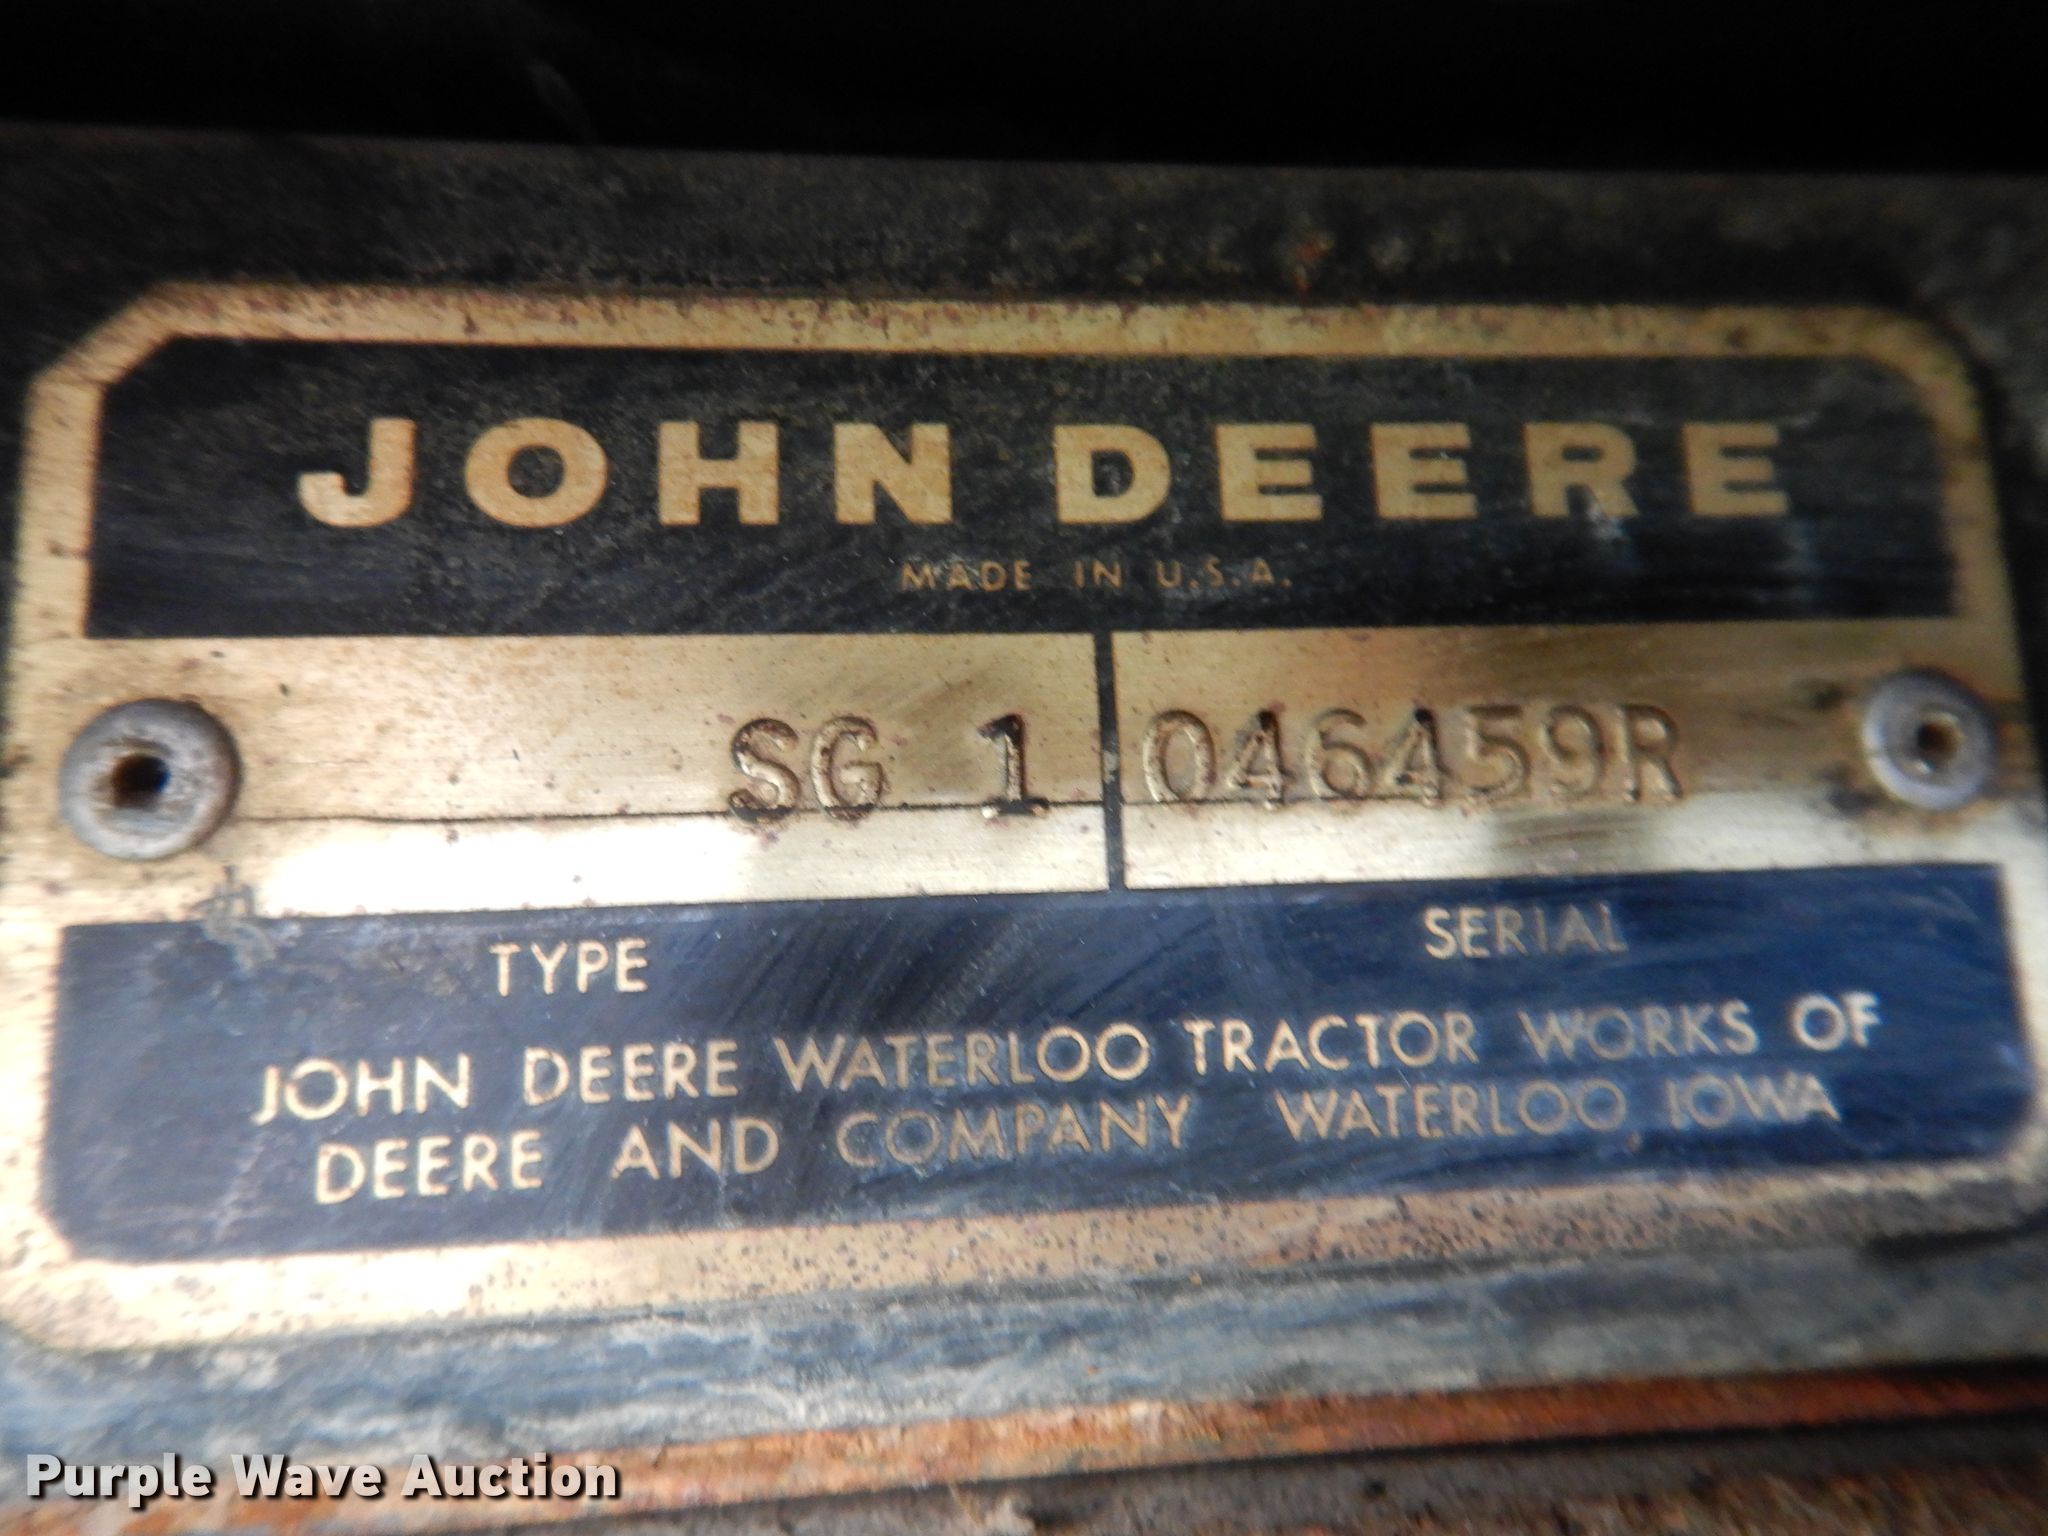 JOHN DEERE
MADE IN U.S.A.
SG 1 046459R
TYPE SERIAL
JOHN DEERE WATERLOO TRACTOR WORKS OF
DEERE AND COMPANY WATERLOO IOWA
Purple Wave Auction